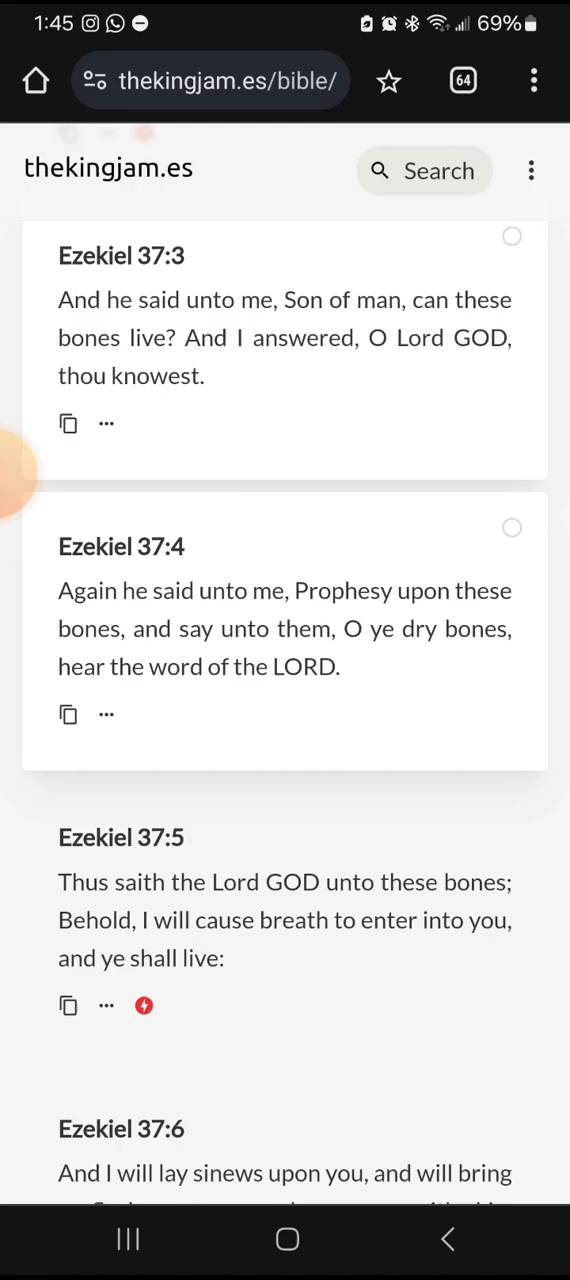 1:45 69%
thekingjam.es/bible/ 64
thekingjam.es Search
Ezekiel 37:3
And he said unto me, Son of man, can these
bones live? And I answered, O Lord GOD,
thou knowest.
Ezekiel 37:4
Again he said unto me, Prophesy upon these
bones, and say unto them, O ye dry bones,
hear the word of the LORD.
Ezekiel 37:5
Thus saith the Lord GOD unto these bones;
Behold, I will cause breath to enter into you,
and ye shall live:
Ezekiel 37:6
And I will lay sinews upon you, and will bring